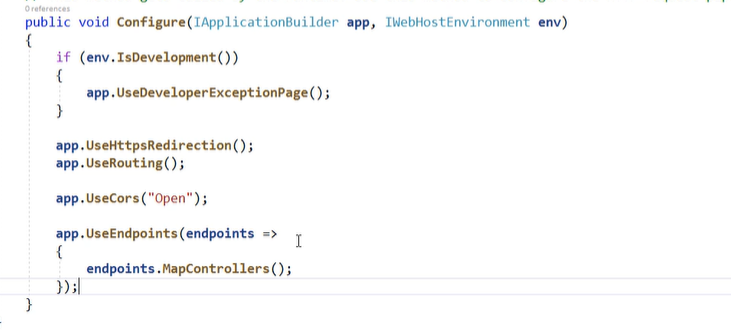 0 references
public void Configure(IApplicationBuilder app, IWebHostEnvironment env)
{
    if (env.IsDevelopment())
    {
        app.UseDeveloperExceptionPage();
    }

    app.UseHttpsRedirection();
    app.UseRouting();

    app.UseCors("Open");

    app.UseEndpoints(endpoints =>
    {
        endpoints.MapControllers();
    });
}